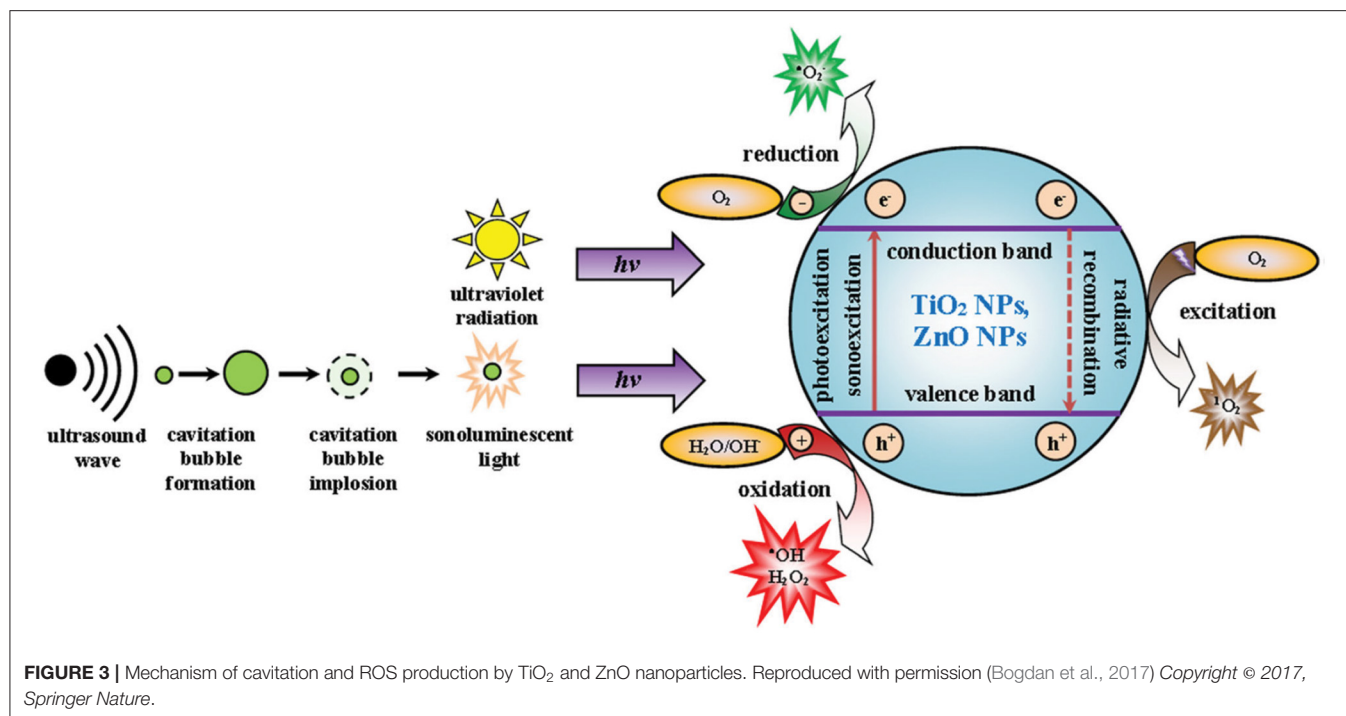 •O₂⁻
reduction
O₂
−
e⁻
e⁻
hν
ultraviolet
radiation
conduction band
photoexcitation
sonoexcitation
TiO₂ NPs,
ZnO NPs
radiative
recombination
O₂
excitation
¹O₂
valence band
hν
ultrasound
wave
cavitation
bubble
formation
cavitation
bubble
implosion
sonoluminescent
light
H₂O/OH⁻
+
h⁺
h⁺
oxidation
•OH
H₂O₂
FIGURE 3 | Mechanism of cavitation and ROS production by TiO₂ and ZnO nanoparticles. Reproduced with permission (Bogdan et al., 2017) Copyright © 2017,
Springer Nature.